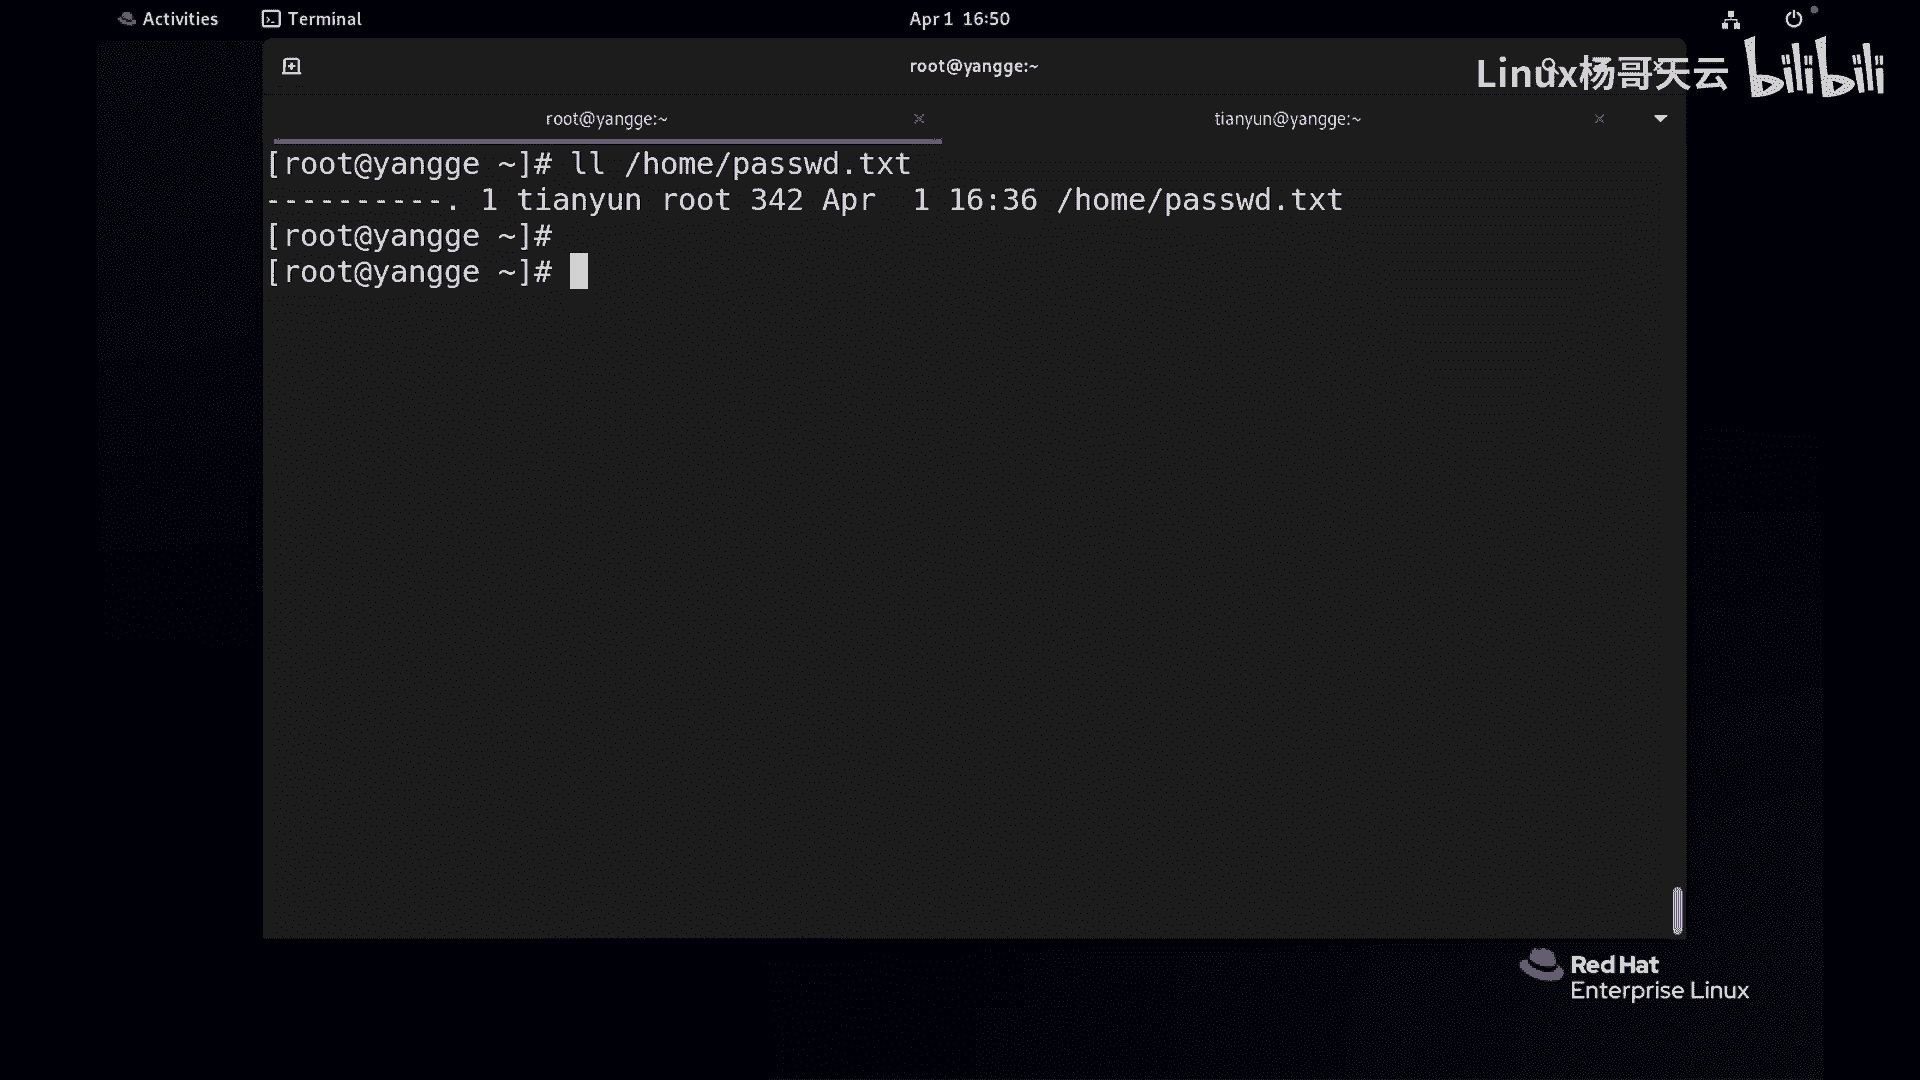 Activities Terminal Apr 1 16:50
root@yangge:~
Linux杨哥天云 bilibili
root@yangge:~ tianyun@yangge:~
[root@yangge ~]# ll /home/passwd.txt
----------. 1 tianyun root 342 Apr  1 16:36 /home/passwd.txt
[root@yangge ~]#
[root@yangge ~]#
Red Hat
Enterprise Linux